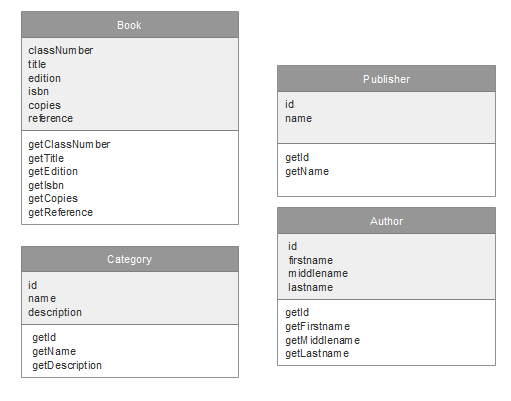 Book
classNumber
title
edition
isbn
copies
reference
getClassNumber
getTitle
getEdition
getIsbn
getCopies
getReference
Publisher
id
name
getId
getName
Category
id
name
description
getId
getName
getDescription
Author
id
firstname
middlename
lastname
getId
getFirstname
getMiddlename
getLastname